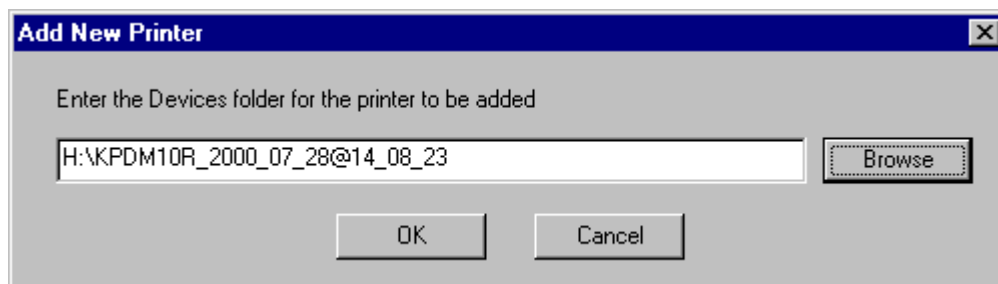 Add New Printer
Enter the Devices folder for the printer to be added
H:\KPDM10R_2000_07_28@14_08_23
Browse
OK
Cancel